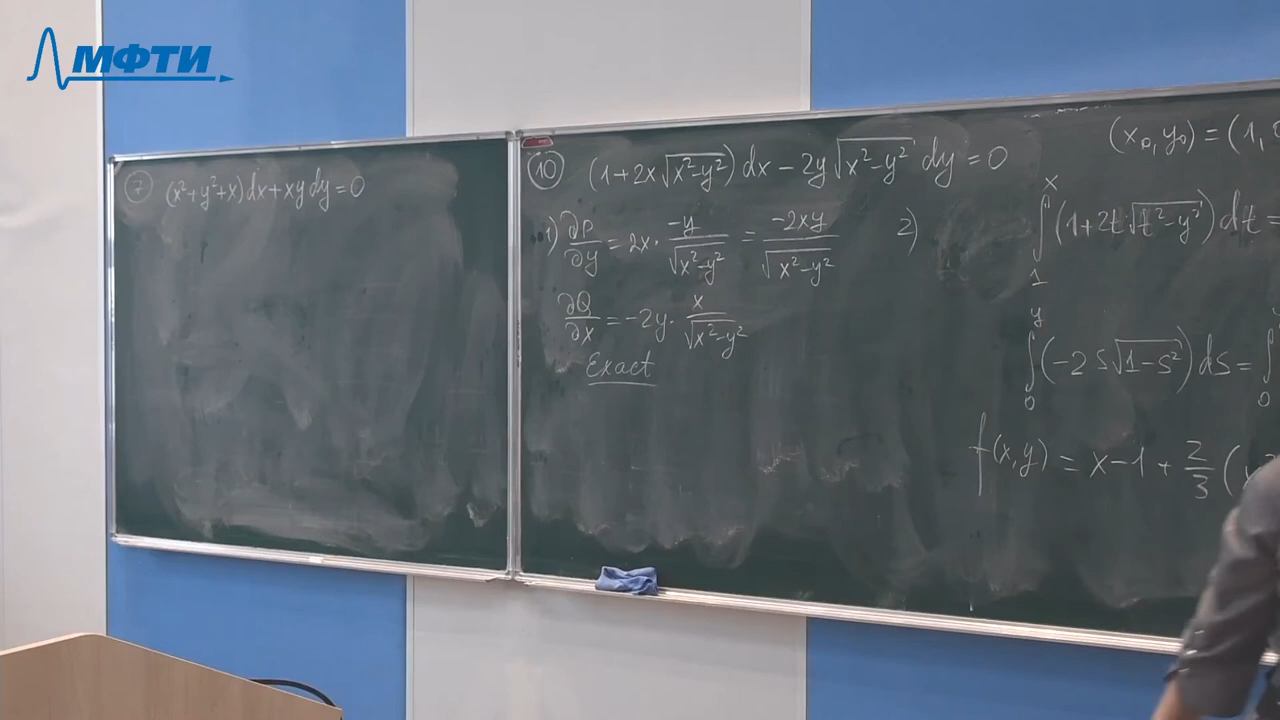 МФТИ
7 (x²+y²+x)dx+xydy=0
10 (1+2x√(x²-y²))dx-2y√(x²-y²) dy=0
1) ∂P/∂y = 2x · -y/√(x²-y²) = -2xy/√(x²-y²)
∂Q/∂x = -2y · x/√(x²-y²)
Exact
2)
(x₀,y₀)=(1,
∫₁ˣ (1+2t√(t²-y²))dt=
∫₀ʸ (-2s√(1-s²))ds=∫₀
f(x,y) = x-1+2/3(